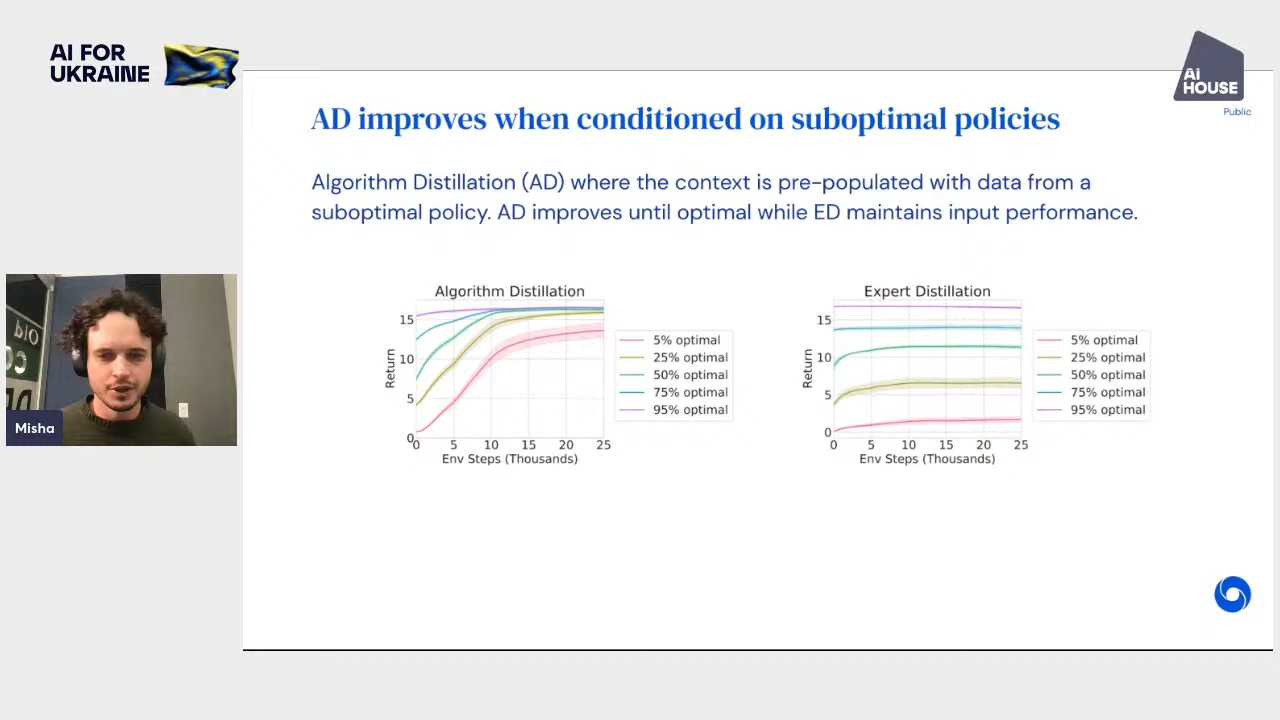 AI FOR
UKRAINE
Ai
HOUSE
Public
AD improves when conditioned on suboptimal policies
Algorithm Distillation (AD) where the context is pre-populated with data from a
suboptimal policy. AD improves until optimal while ED maintains input performance.
Algorithm Distillation
Return
15
10
5
0
0 5 10 15 20 25
Env Steps (Thousands)
5% optimal
25% optimal
50% optimal
75% optimal
95% optimal
Expert Distillation
Return
15
10
5
0
0 5 10 15 20 25
Env Steps (Thousands)
5% optimal
25% optimal
50% optimal
75% optimal
95% optimal
Misha